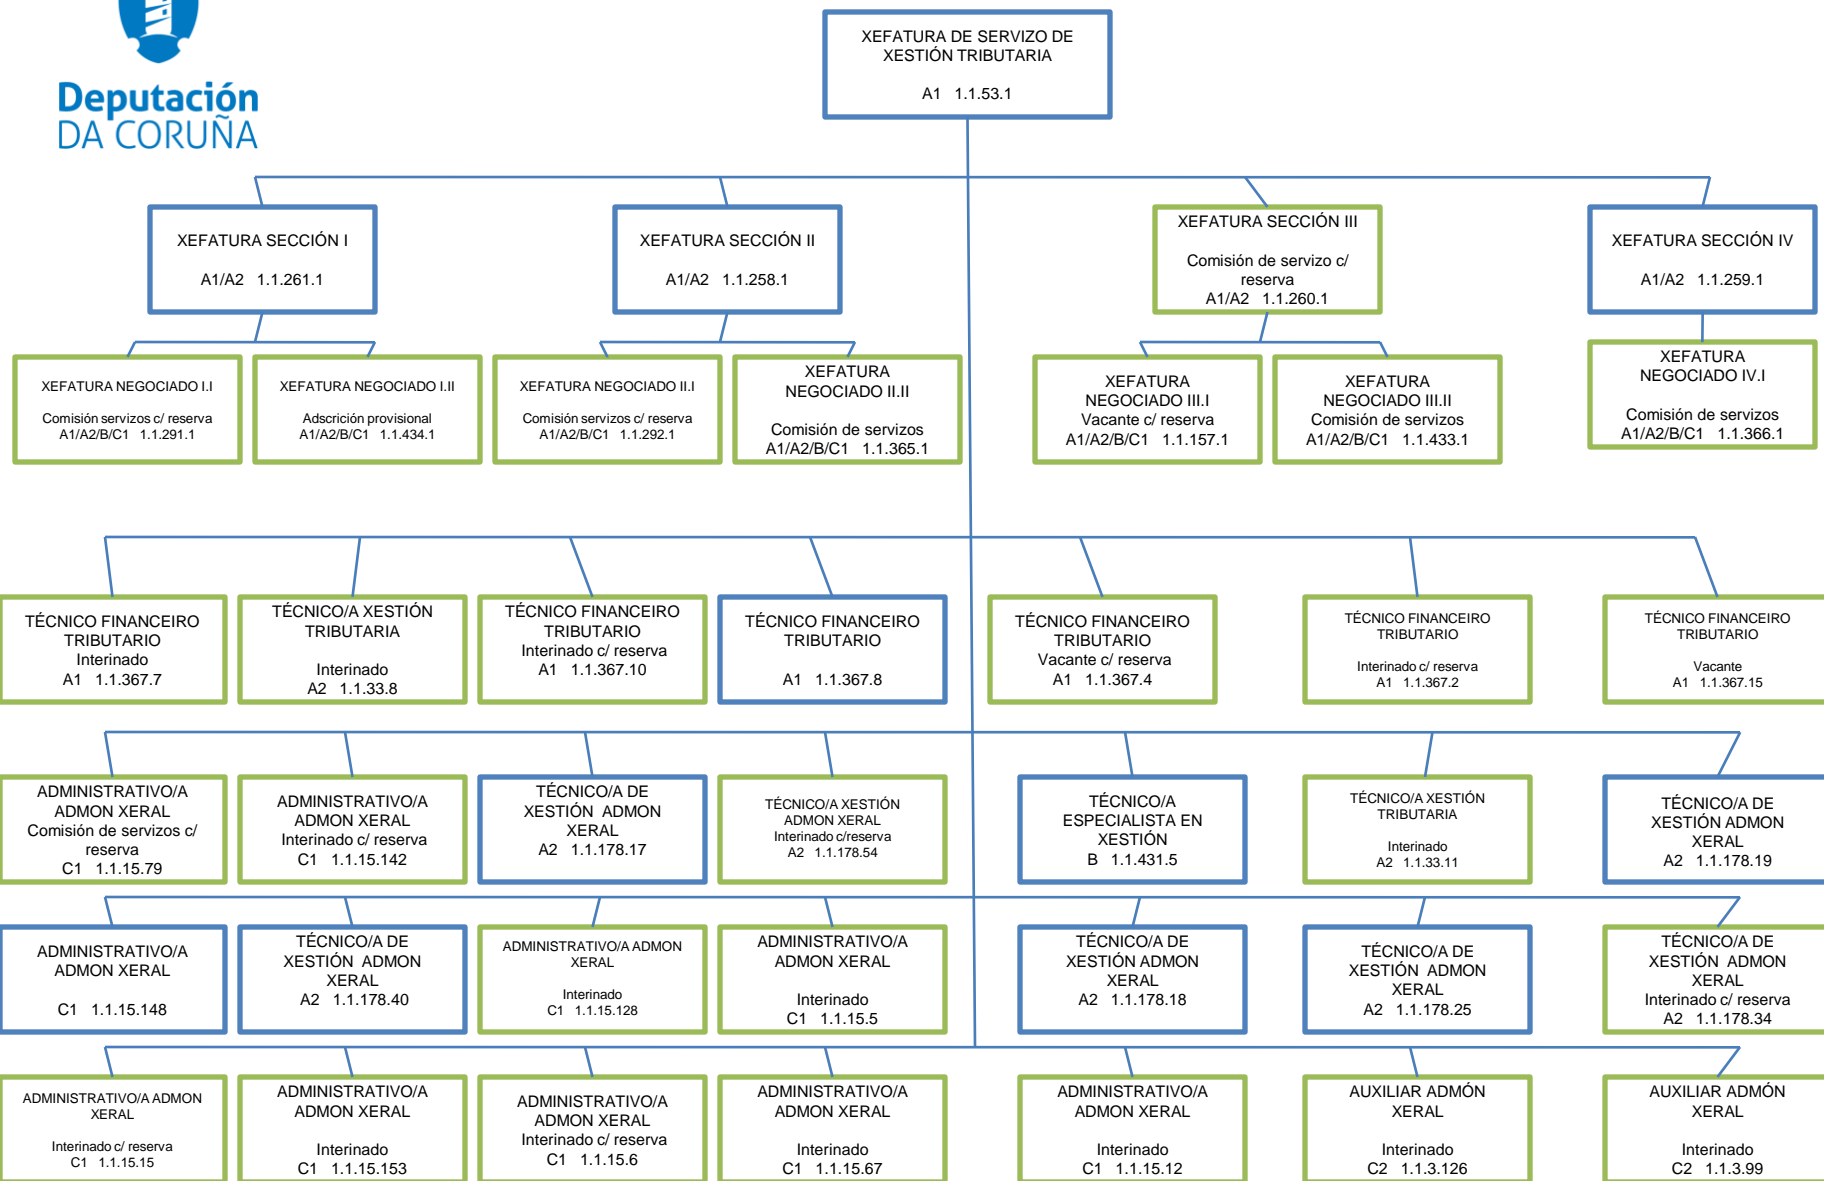 Deputación
DA CORUÑA
XEFATURA DE SERVIZO DE
XESTIÓN TRIBUTARIA
A1 1.1.53.1
XEFATURA SECCIÓN I
A1/A2 1.1.261.1
XEFATURA SECCIÓN II
A1/A2 1.1.258.1
XEFATURA SECCIÓN III
Comisión de servizo c/
reserva
A1/A2 1.1.260.1
XEFATURA SECCIÓN IV
A1/A2 1.1.259.1
XEFATURA NEGOCIADO I.I
Comisión servizos c/ reserva
A1/A2/B/C1 1.1.291.1
XEFATURA NEGOCIADO I.II
Adscrición provisional
A1/A2/B/C1 1.1.434.1
XEFATURA NEGOCIADO II.I
Comisión servizos c/ reserva
A1/A2/B/C1 1.1.292.1
XEFATURA
NEGOCIADO II.II
Comisión de servizos
A1/A2/B/C1 1.1.365.1
XEFATURA
NEGOCIADO III.I
Vacante c/ reserva
A1/A2/B/C1 1.1.157.1
XEFATURA
NEGOCIADO III.II
Comisión de servizos
A1/A2/B/C1 1.1.433.1
XEFATURA
NEGOCIADO IV.I
Comisión de servizos
A1/A2/B/C1 1.1.366.1
TÉCNICO FINANCEIRO
TRIBUTARIO
Interinado
A1 1.1.367.7
TÉCNICO/A XESTIÓN
TRIBUTARIA
Interinado
A2 1.1.33.8
TÉCNICO FINANCEIRO
TRIBUTARIO
Interinado c/ reserva
A1 1.1.367.10
TÉCNICO FINANCEIRO
TRIBUTARIO
A1 1.1.367.8
TÉCNICO FINANCEIRO
TRIBUTARIO
Vacante c/ reserva
A1 1.1.367.4
TÉCNICO FINANCEIRO
TRIBUTARIO
Interinado c/ reserva
A1 1.1.367.2
TÉCNICO FINANCEIRO
TRIBUTARIO
Vacante
A1 1.1.367.15
ADMINISTRATIVO/A
ADMON XERAL
Comisión de servizos c/
reserva
C1 1.1.15.79
ADMINISTRATIVO/A
ADMON XERAL
Interinado c/ reserva
C1 1.1.15.142
TÉCNICO/A DE
XESTIÓN ADMON
XERAL
A2 1.1.178.17
TÉCNICO/A XESTIÓN
ADMON XERAL
Interinado c/reserva
A2 1.1.178.54
TÉCNICO/A
ESPECIALISTA EN
XESTIÓN
B 1.1.431.5
TÉCNICO/A XESTIÓN
TRIBUTARIA
Interinado
A2 1.1.33.11
TÉCNICO/A DE
XESTIÓN ADMON
XERAL
A2 1.1.178.19
ADMINISTRATIVO/A
ADMON XERAL
C1 1.1.15.148
TÉCNICO/A DE
XESTIÓN ADMON
XERAL
A2 1.1.178.40
ADMINISTRATIVO/A ADMON
XERAL
Interinado
C1 1.1.15.128
ADMINISTRATIVO/A
ADMON XERAL
Interinado
C1 1.1.15.5
TÉCNICO/A DE
XESTIÓN ADMON
XERAL
A2 1.1.178.18
TÉCNICO/A DE
XESTIÓN ADMON
XERAL
A2 1.1.178.25
TÉCNICO/A DE
XESTIÓN ADMON
XERAL
Interinado c/ reserva
A2 1.1.178.34
ADMINISTRATIVO/A ADMON
XERAL
Interinado c/ reserva
C1 1.1.15.15
ADMINISTRATIVO/A
ADMON XERAL
Interinado
C1 1.1.15.153
ADMINISTRATIVO/A
ADMON XERAL
Interinado c/ reserva
C1 1.1.15.6
ADMINISTRATIVO/A
ADMON XERAL
Interinado
C1 1.1.15.67
ADMINISTRATIVO/A
ADMON XERAL
Interinado
C1 1.1.15.12
AUXILIAR ADMÓN
XERAL
Interinado
C2 1.1.3.126
AUXILIAR ADMÓN
XERAL
Interinado
C2 1.1.3.99